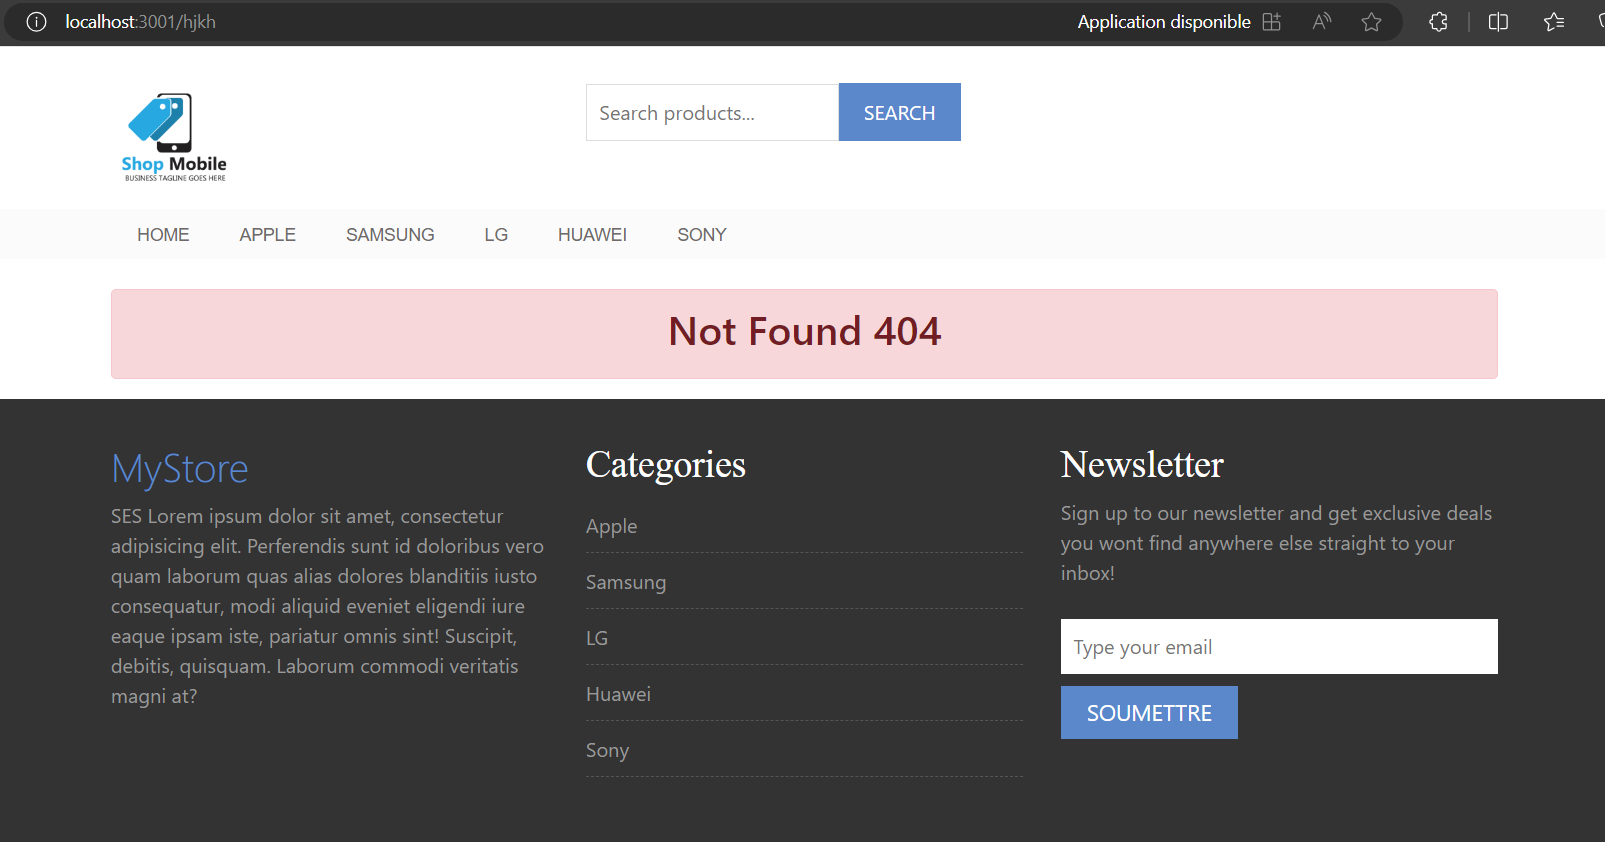 localhost:3001/hjkh
Application disponible
Search products...
SEARCH
Shop Mobile
BUSINESS TAGLINE GOES HERE
HOME APPLE SAMSUNG LG HUAWEI SONY
Not Found 404
MyStore
SES Lorem ipsum dolor sit amet, consectetur
adipisicing elit. Perferendis sunt id doloribus vero
quam laborum quas alias dolores blanditiis iusto
consequatur, modi aliquid eveniet eligendi iure
eaque ipsam iste, pariatur omnis sint! Suscipit,
debitis, quisquam. Laborum commodi veritatis
magni at?
Categories
Apple
Samsung
LG
Huawei
Sony
Newsletter
Sign up to our newsletter and get exclusive deals
you wont find anywhere else straight to your
inbox!
Type your email
SOUMETTRE